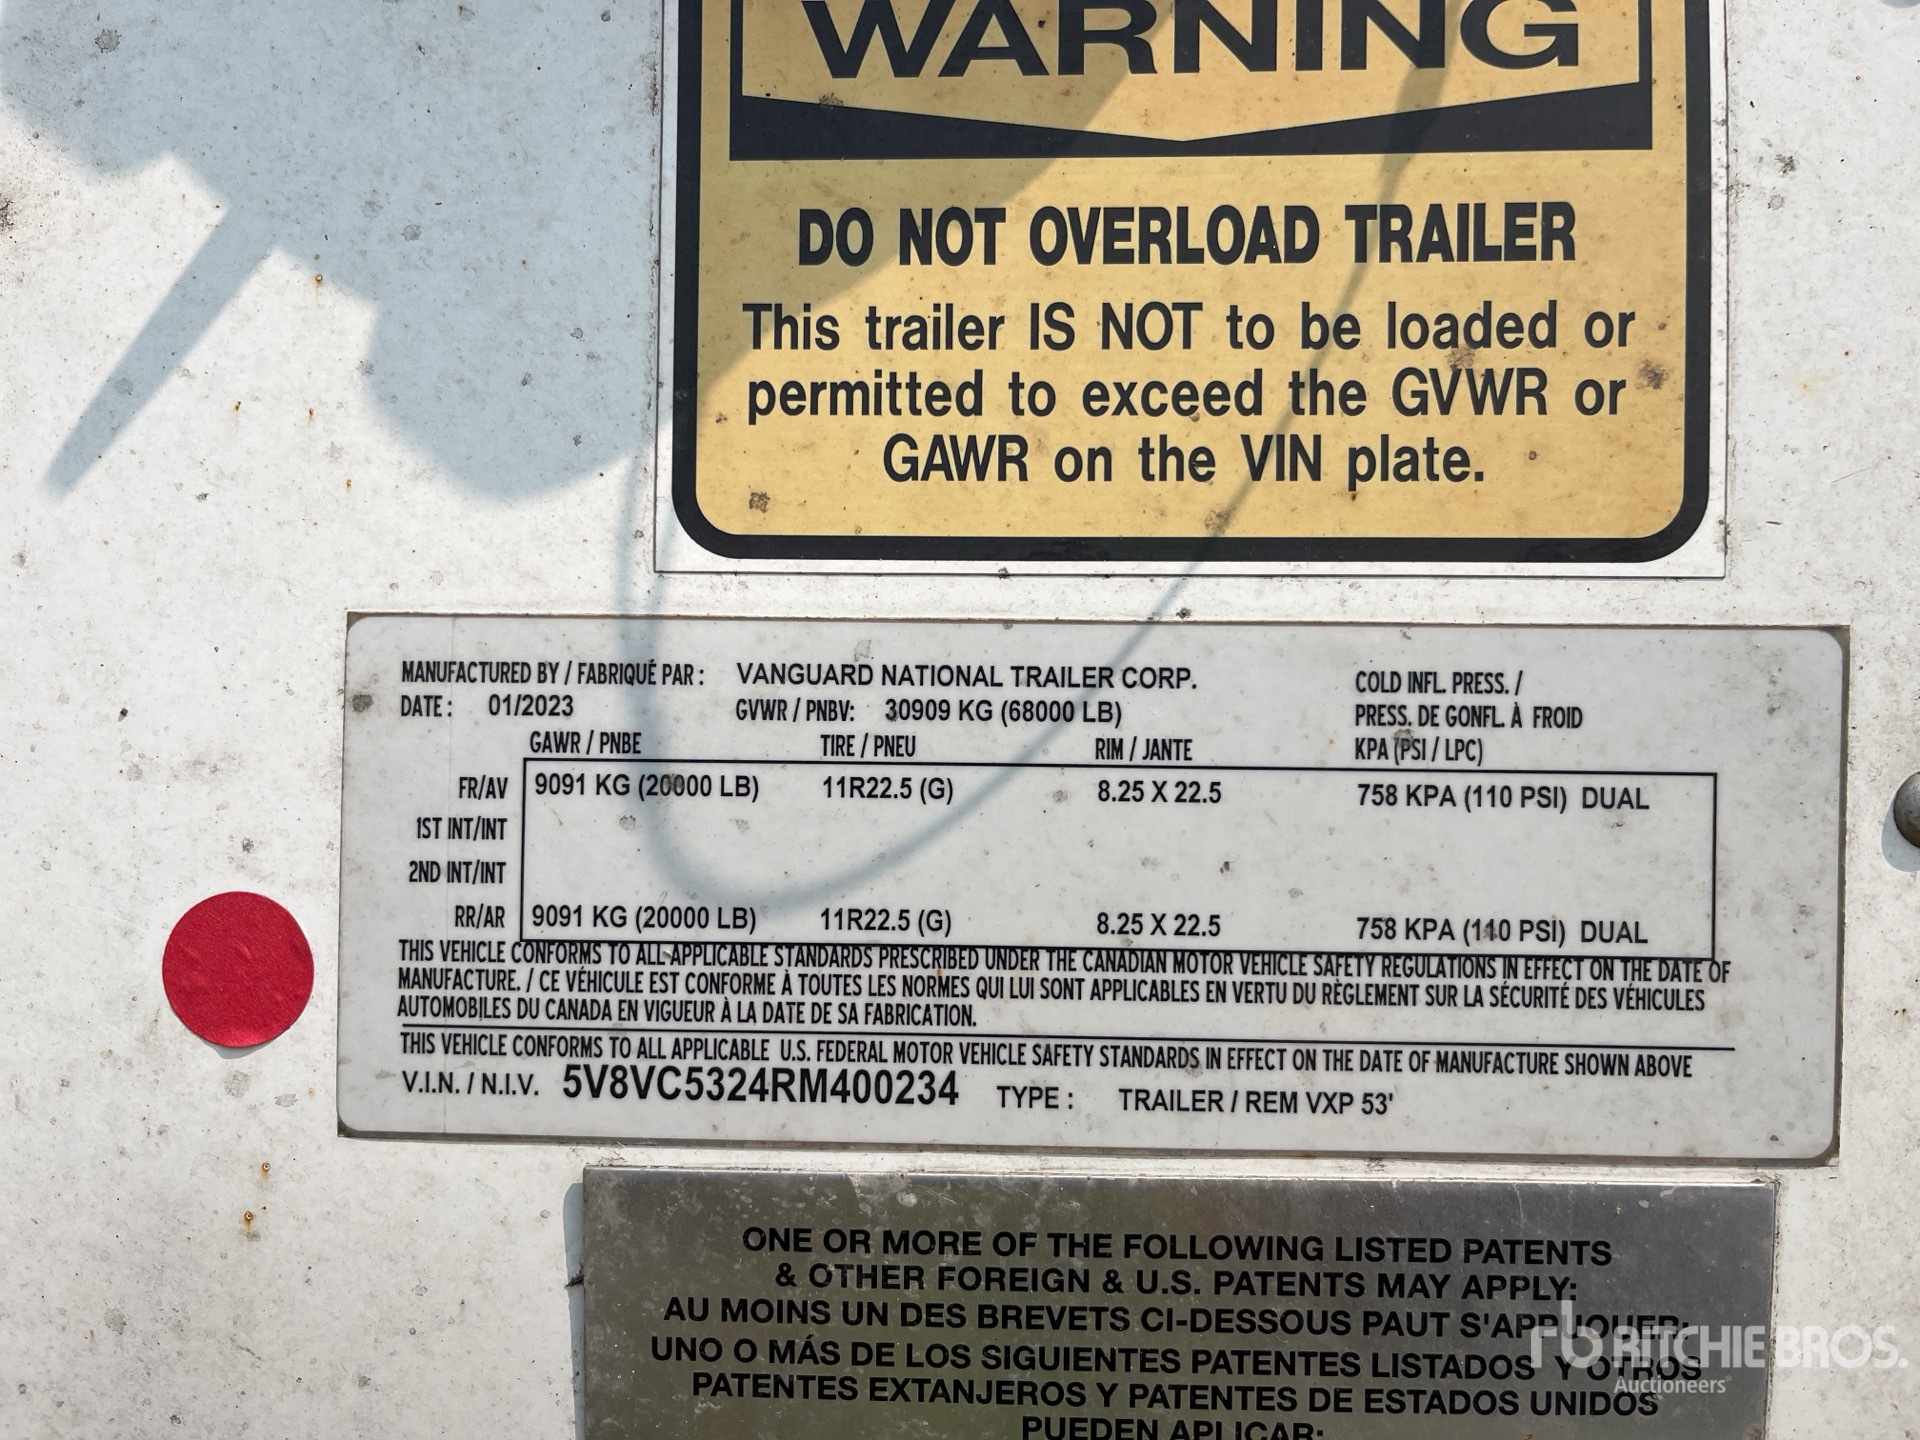 WARNING
DO NOT OVERLOAD TRAILER
This trailer IS NOT to be loaded or
permitted to exceed the GVWR or
GAWR on the VIN plate.
MANUFACTURED BY / FABRIQUÉ PAR : VANGUARD NATIONAL TRAILER CORP. COLD INFL. PRESS. /
DATE : 01/2023 GVWR / PNBV: 30909 KG (68000 LB) PRESS. DE GONFL. À FROID
GAWR / PNBE TIRE / PNEU RIM / JANTE KPA (PSI / LPC)
FR/AV 9091 KG (20000 LB) 11R22.5 (G) 8.25 X 22.5 758 KPA (110 PSI) DUAL
1ST INT/INT
2ND INT/INT
RR/AR 9091 KG (20000 LB) 11R22.5 (G) 8.25 X 22.5 758 KPA (110 PSI) DUAL
THIS VEHICLE CONFORMS TO ALL APPLICABLE STANDARDS PRESCRIBED UNDER THE CANADIAN MOTOR VEHICLE SAFETY REGULATIONS IN EFFECT ON THE DATE OF
MANUFACTURE. / CE VÉHICULE EST CONFORME À TOUTES LES NORMES QUI LUI SONT APPLICABLES EN VERTU DU RÈGLEMENT SUR LA SÉCURITÉ DES VÉHICULES
AUTOMOBILES DU CANADA EN VIGUEUR À LA DATE DE SA FABRICATION.
THIS VEHICLE CONFORMS TO ALL APPLICABLE U.S. FEDERAL MOTOR VEHICLE SAFETY STANDARDS IN EFFECT ON THE DATE OF MANUFACTURE SHOWN ABOVE
V.I.N. / N.I.V. 5V8VC5324RM400234 TYPE : TRAILER / REM VXP 53'
ONE OR MORE OF THE FOLLOWING LISTED PATENTS
& OTHER FOREIGN & U.S. PATENTS MAY APPLY:
AU MOINS UN DES BREVETS CI-DESSOUS PAUT S'APPLIQUER:
UNO O MÁS DE LOS SIGUIENTES PATENTES LISTADOS Y OTROS
PATENTES EXTANJEROS Y PATENTES DE ESTADOS UNIDOS
PUEDEN APLICAR:
rb RITCHIE BROS.
Auctioneers